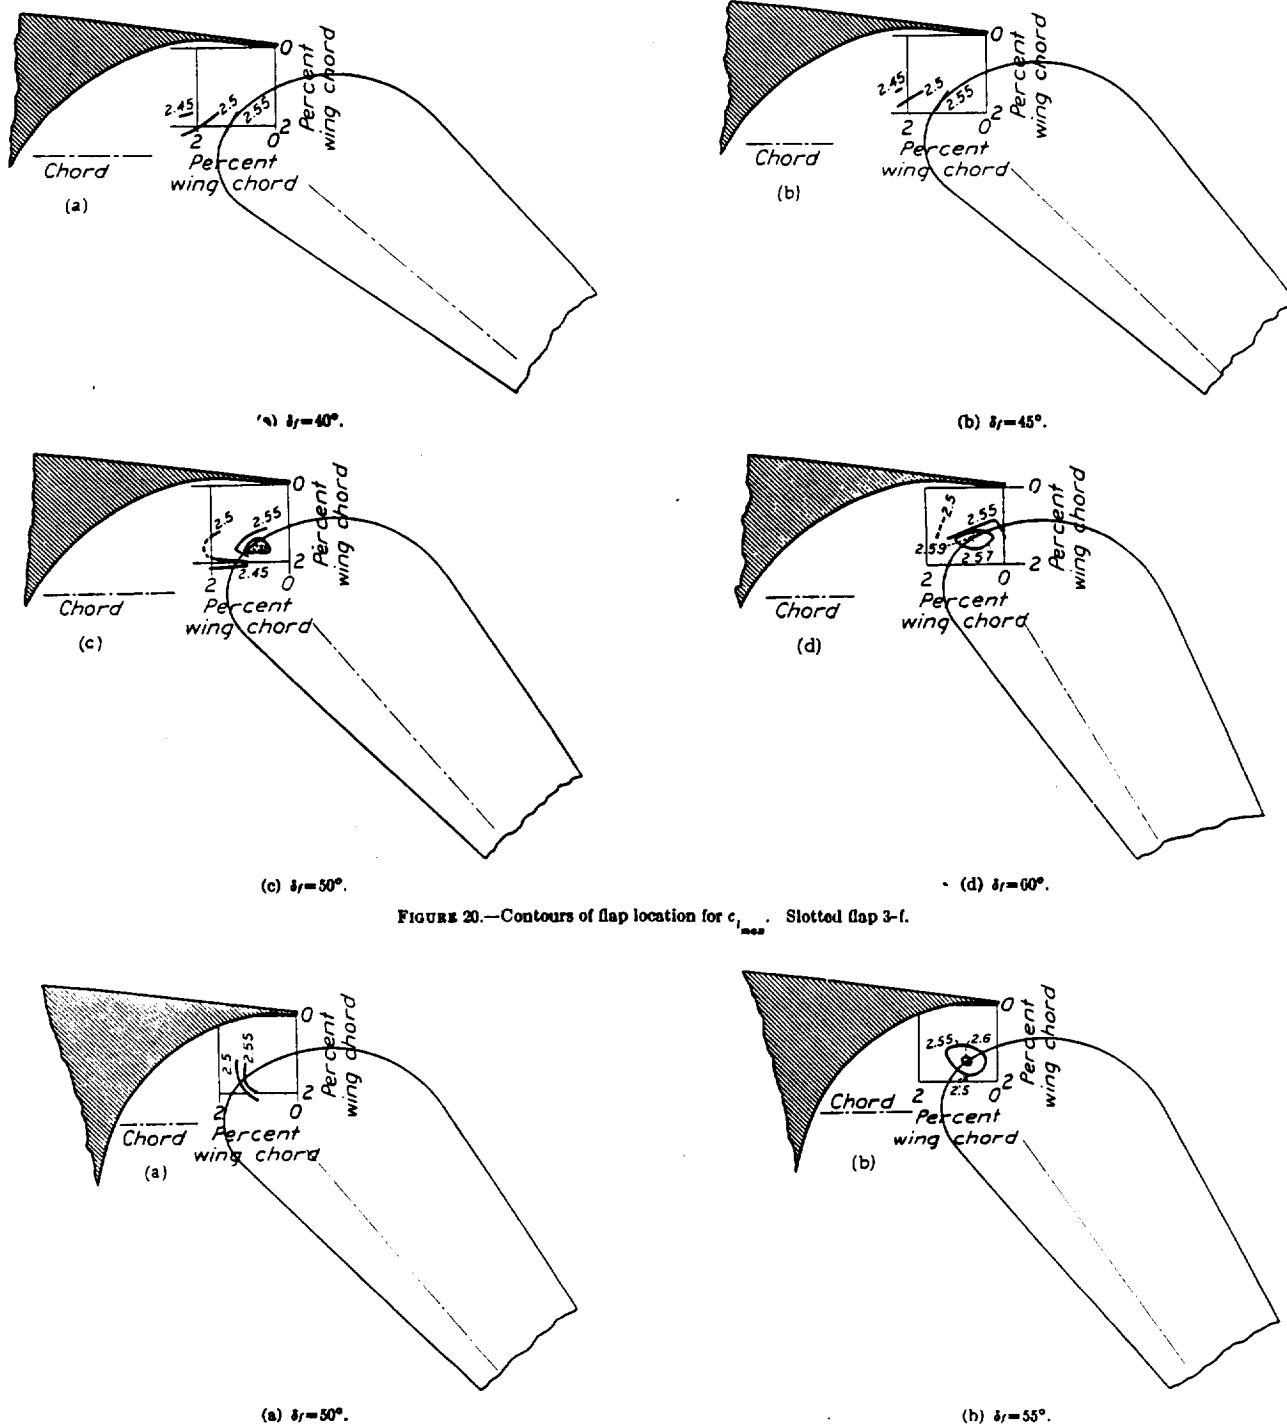 0
Percent
wing chord
2.45
2.5
2.55
2
2
0
Percent
wing chord
Chord
(a)
0
Percent
wing chord
2.45
2.5
2.55
2
2
0
Percent
wing chord
Chord
(b)
(a) δf=40°.
(b) δf=45°.
0
Percent
wing chord
2.5
2.55
2.45
2
2
0
Percent
wing chord
Chord
(c)
0
Percent
wing chord
2.5
2.55
2.59
2.57
2
2
0
Percent
wing chord
Chord
(d)
(c) δf=50°.
(d) δf=60°.
FIGURE 20.—Contours of flap location for clmax. Slotted flap 3-f.
0
Percent
wing chord
2.5
2.55
2
2
0
Percent
wing chord
Chord
(a)
0
Percent
wing chord
2.55
2.6
2.5
2
2
0
Percent
wing chord
Chord
(b)
(a) δf=50°.
(b) δf=55°.